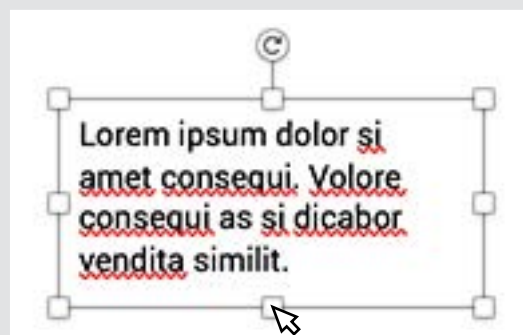 Lorem ipsum dolor si
amet consequi. Volore
consequi as si dicabor
vendita similit.